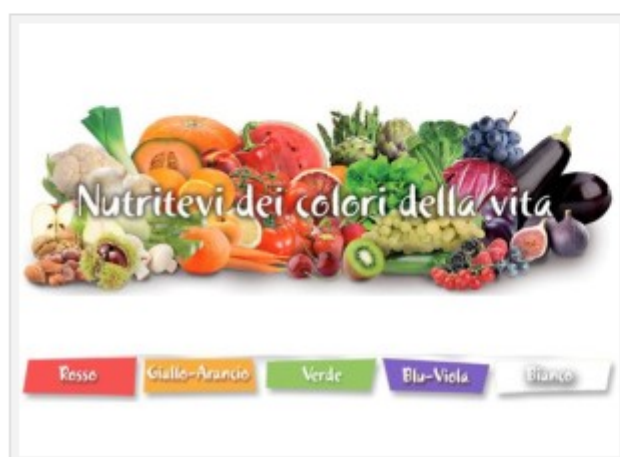 Nutritevi dei colori della vita
Rosso
Giallo-Arancio
Verde
Blu-Viola
Bianco